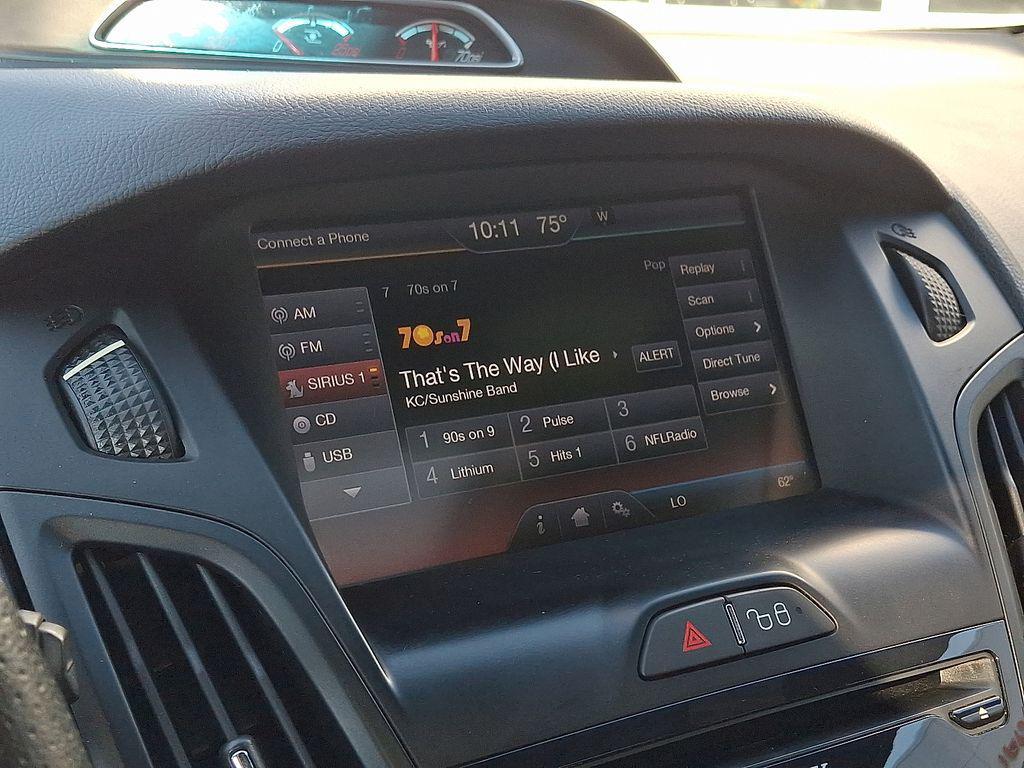 25psi
70psi
Connect a Phone
10:11 75° W
7 70s on 7
Pop
70s on 7
That's The Way (I Like
KC/Sunshine Band
ALERT
AM
FM
SIRIUS 1
CD
USB
Replay
Scan
Options
Direct Tune
Browse
1 90s on 9
2 Pulse
3
4 Lithium
5 Hits 1
6 NFLRadio
i
LO
62°